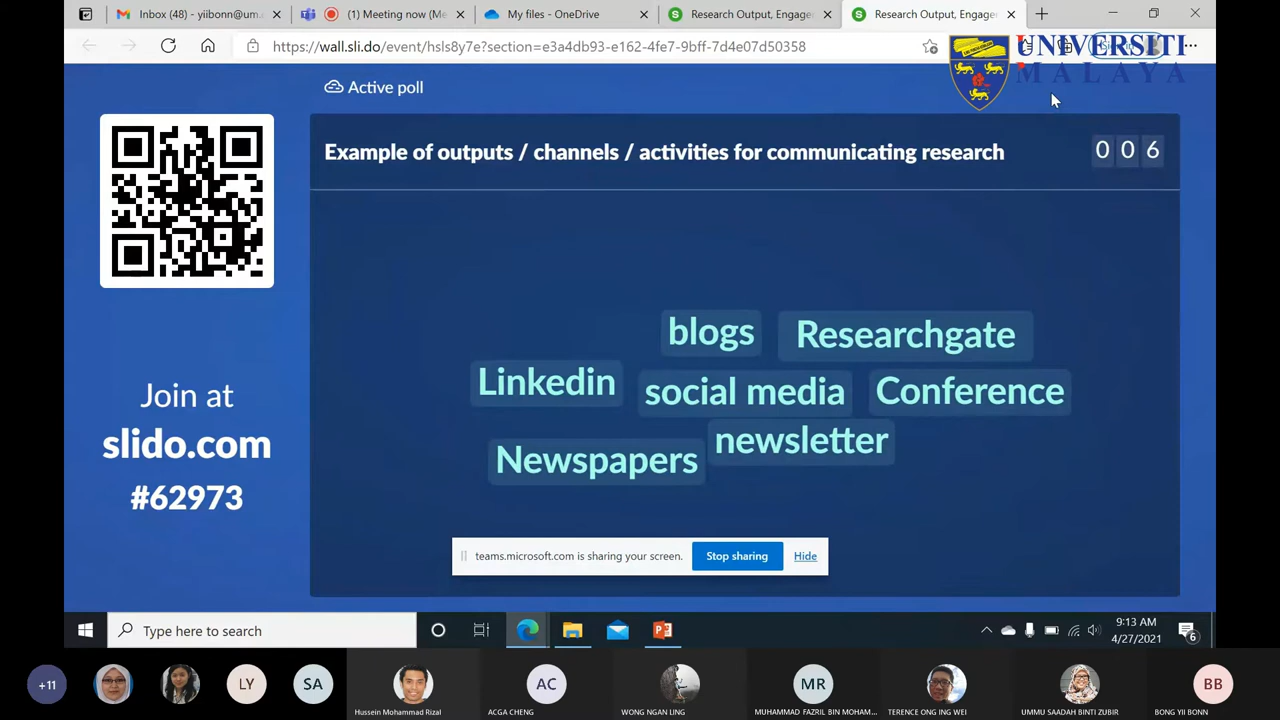 Inbox (48) - yiibonn@um.a
(1) Meeting now (Me
My files - OneDrive
Research Output, Engage
Research Output, Engage
https://wall.sli.do/event/hsls8y7e?section=e3a4db93-e162-4fe7-9bff-7d4e07d50358
UNIVERSITI
MALAYA
Active poll
Example of outputs / channels / activities for communicating research
0 0 6
blogs
Researchgate
Linkedin
social media
Conference
newsletter
Newspapers
Join at
slido.com
#62973
teams.microsoft.com is sharing your screen.
Stop sharing
Hide
Type here to search
9:13 AM
4/27/2021
6
+11
LY
SA
Hussein Mohammad Rizal
AC
ACGA CHENG
WONG NGAN LING
MR
MUHAMMAD FAZRIL BIN MOHAM...
TERENCE ONG ING WEI
UMMU SAADAH BINTI ZUBIR
BB
BONG YII BONN